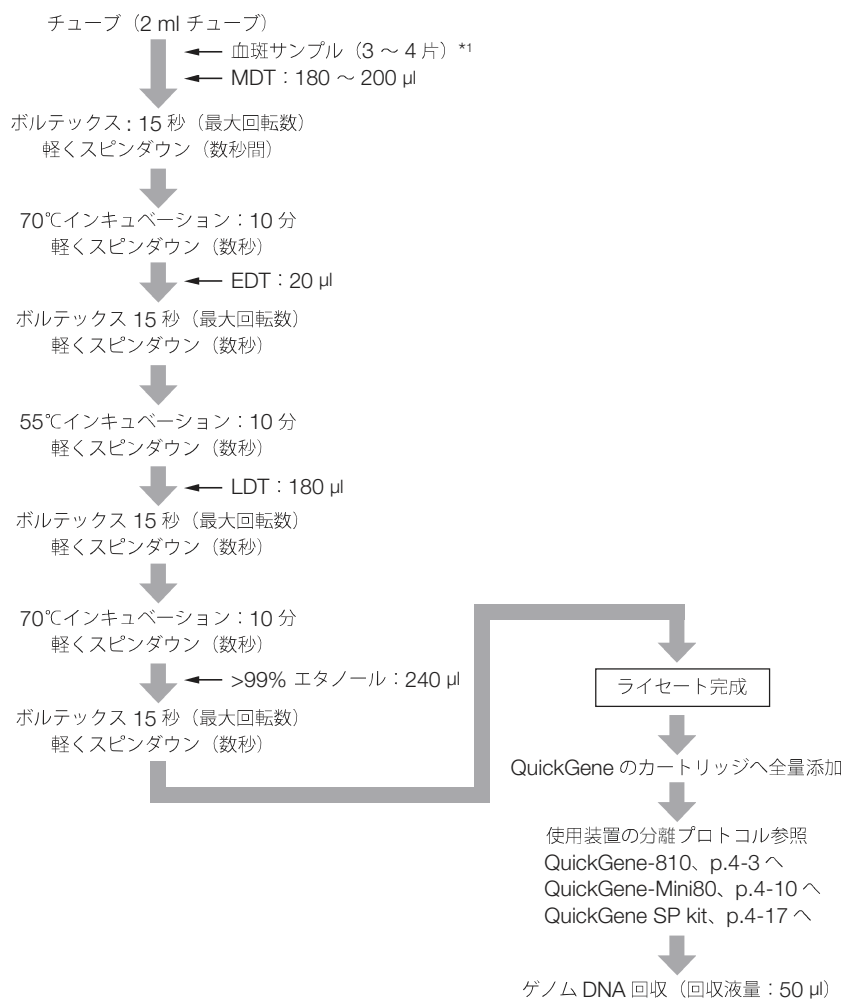 チューブ（2 ml チューブ）
血斑サンプル（3 ～ 4 片）*1
MDT：180 ～ 200 µl
ボルテックス : 15 秒（最大回転数）
軽くスピンダウン（数秒間）
70℃インキュベーション：10 分
軽くスピンダウン（数秒）
EDT：20 µl
ボルテックス 15 秒（最大回転数）
軽くスピンダウン（数秒）
55℃インキュベーション：10 分
軽くスピンダウン（数秒）
LDT：180 µl
ボルテックス 15 秒（最大回転数）
軽くスピンダウン（数秒）
70℃インキュベーション：10 分
軽くスピンダウン（数秒）
>99% エタノール：240 µl
ボルテックス 15 秒（最大回転数）
軽くスピンダウン（数秒）
ライセート完成
QuickGene のカートリッジへ全量添加
使用装置の分離プロトコル参照
QuickGene-810、p.4-3 へ
QuickGene-Mini80、p.4-10 へ
QuickGene SP kit、p.4-17 へ
ゲノム DNA 回収（回収液量：50 µl）